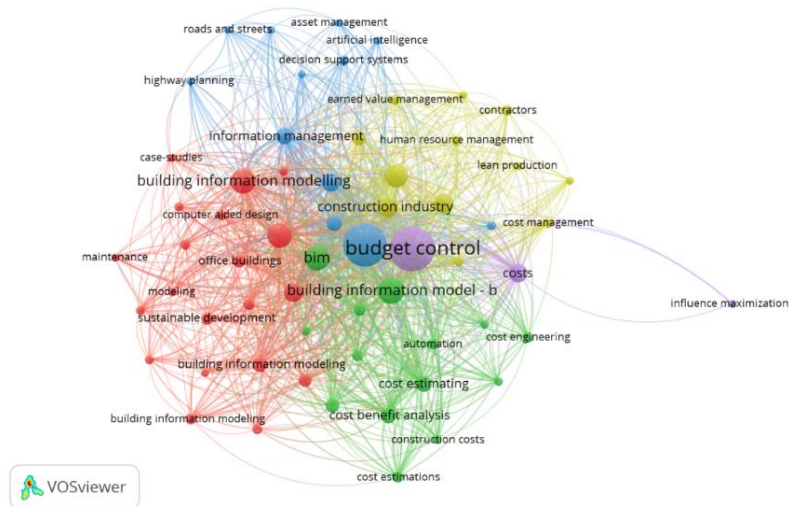 asset management
roads and streets
artificial intelligence
decision support systems
highway planning
earned value management
contractors
information management
human resource management
case-studies
lean production
building information modelling
construction industry
computer aided design
cost management
budget control
maintenance
office buildings
bim
costs
modeling
building information model - b
influence maximization
sustainable development
cost engineering
automation
building information modeling
cost estimating
building information modeling
cost benefit analysis
construction costs
cost estimations
VOSviewer